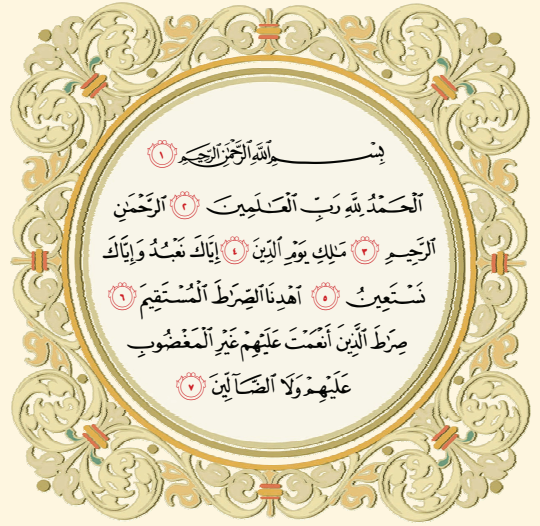 بِسْمِ ٱللَّهِ ٱلرَّحْمَٰنِ ٱلرَّحِيمِ ١
ٱلْحَمْدُ لِلَّهِ رَبِّ ٱلْعَٰلَمِينَ ٢ ٱلرَّحْمَٰنِ
ٱلرَّحِيمِ ٣ مَٰلِكِ يَوْمِ ٱلدِّينِ ٤ إِيَّاكَ نَعْبُدُ وَإِيَّاكَ
نَسْتَعِينُ ٥ ٱهْدِنَا ٱلصِّرَٰطَ ٱلْمُسْتَقِيمَ ٦
صِرَٰطَ ٱلَّذِينَ أَنْعَمْتَ عَلَيْهِمْ غَيْرِ ٱلْمَغْضُوبِ
عَلَيْهِمْ وَلَا ٱلضَّآلِّينَ ٧